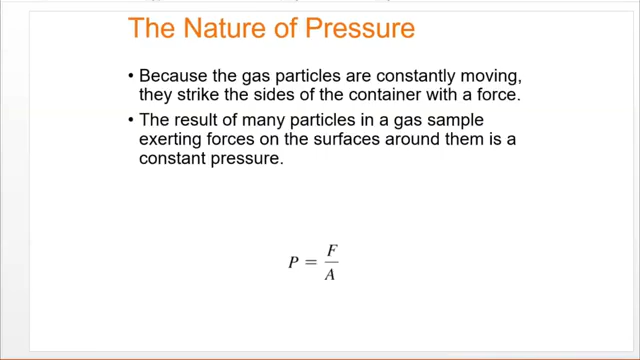 The Nature of Pressure
• Because the gas particles are constantly moving,
they strike the sides of the container with a force.
• The result of many particles in a gas sample
exerting forces on the surfaces around them is a
constant pressure.
P = F/A